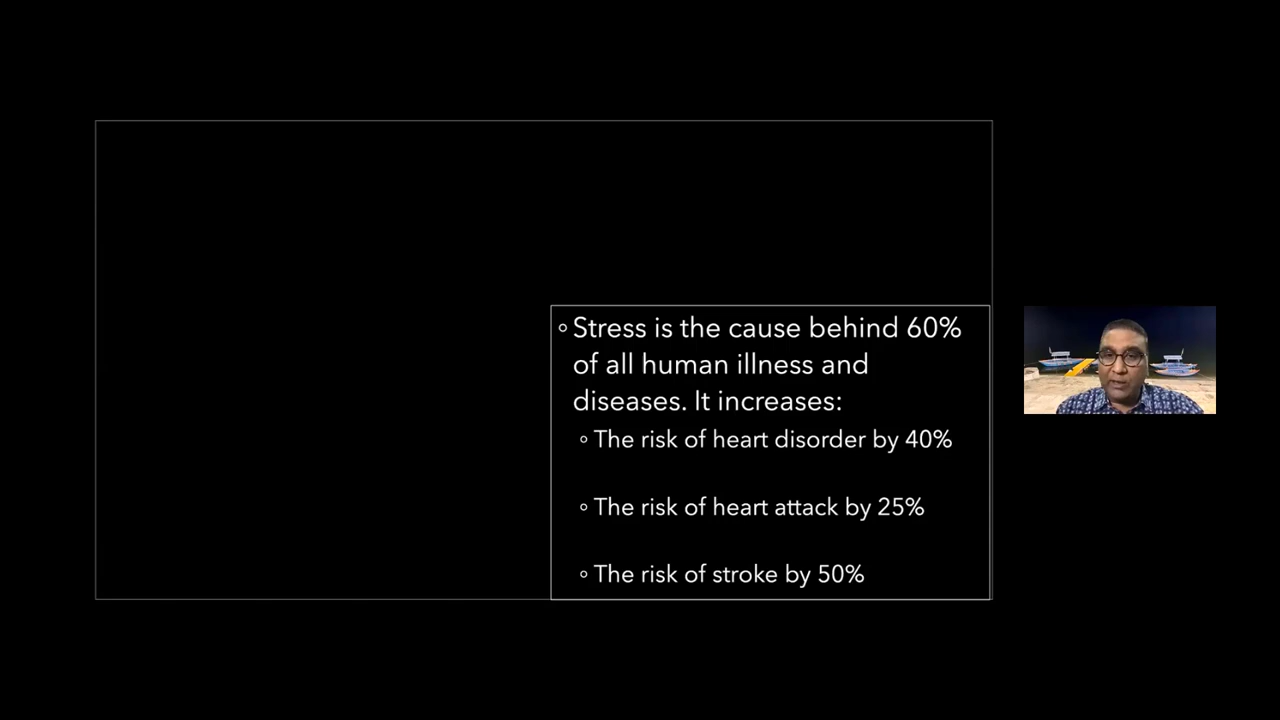 ◦ Stress is the cause behind 60%
of all human illness and
diseases. It increases:
◦ The risk of heart disorder by 40%
◦ The risk of heart attack by 25%
◦ The risk of stroke by 50%